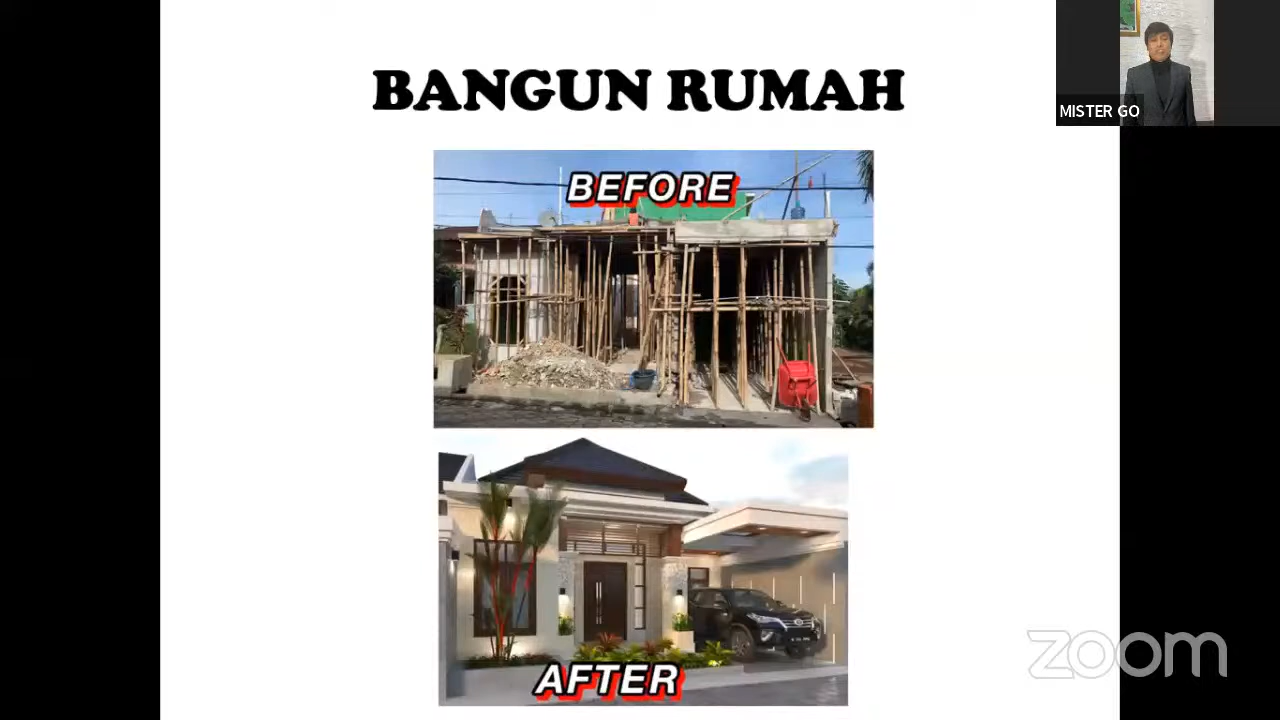 BANGUN RUMAH
MISTER GO
BEFORE
AFTER
zoom